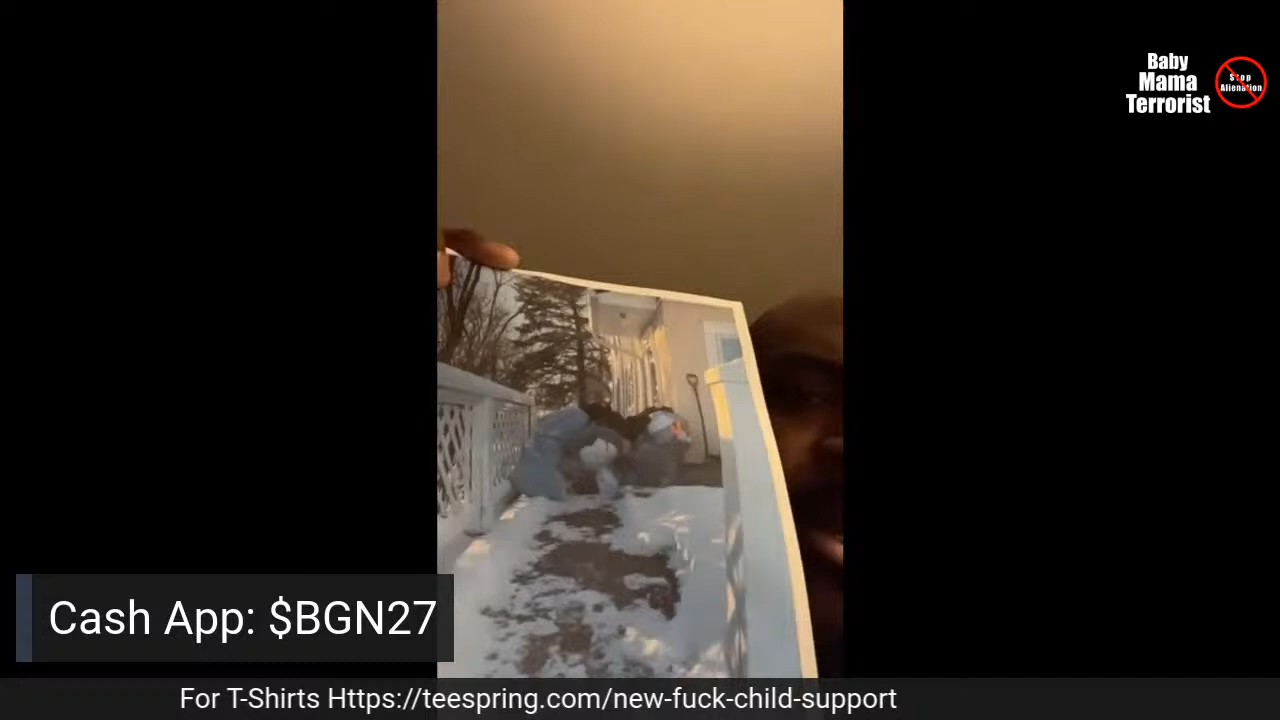 Baby
Mama
Terrorist
Stop
Alienation
Cash App: $BGN27
For T-Shirts Https://teespring.com/new-fuck-child-support